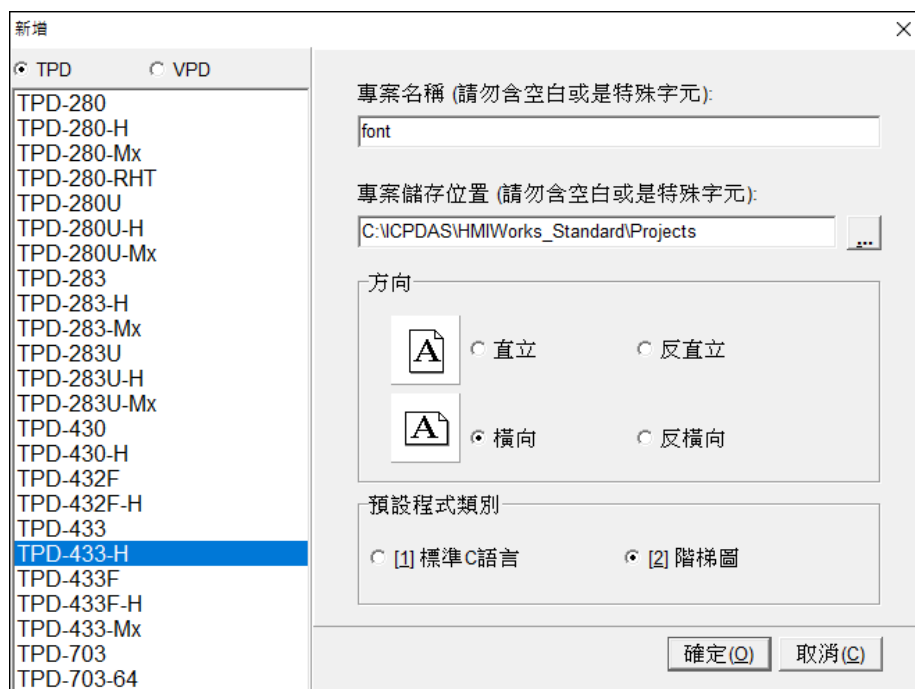 新增
TPD VPD
TPD-280
TPD-280-H
TPD-280-Mx
TPD-280-RHT
TPD-280U
TPD-280U-H
TPD-280U-Mx
TPD-283
TPD-283-H
TPD-283-Mx
TPD-283U
TPD-283U-H
TPD-283U-Mx
TPD-430
TPD-430-H
TPD-432F
TPD-432F-H
TPD-433
TPD-433-H
TPD-433F
TPD-433F-H
TPD-433-Mx
TPD-703
TPD-703-64
專案名稱 (請勿含空白或是特殊字元):
font
專案儲存位置 (請勿含空白或是特殊字元):
C:\ICPDAS\HMIWorks_Standard\Projects
...
方向
A 直立 反直立
A 橫向 反橫向
預設程式類別
[1] 標準C語言 [2] 階梯圖
確定(O) 取消(C)